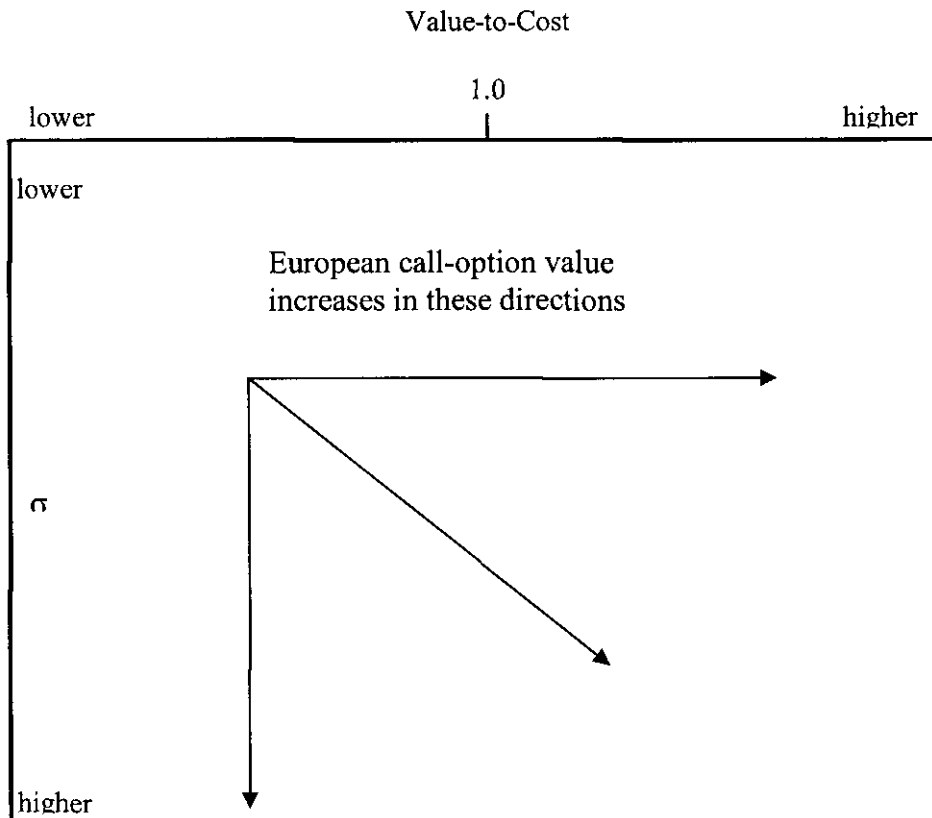 Value-to-Cost
1.0
lower
higher
lower
European call-option value
increases in these directions
σ
higher